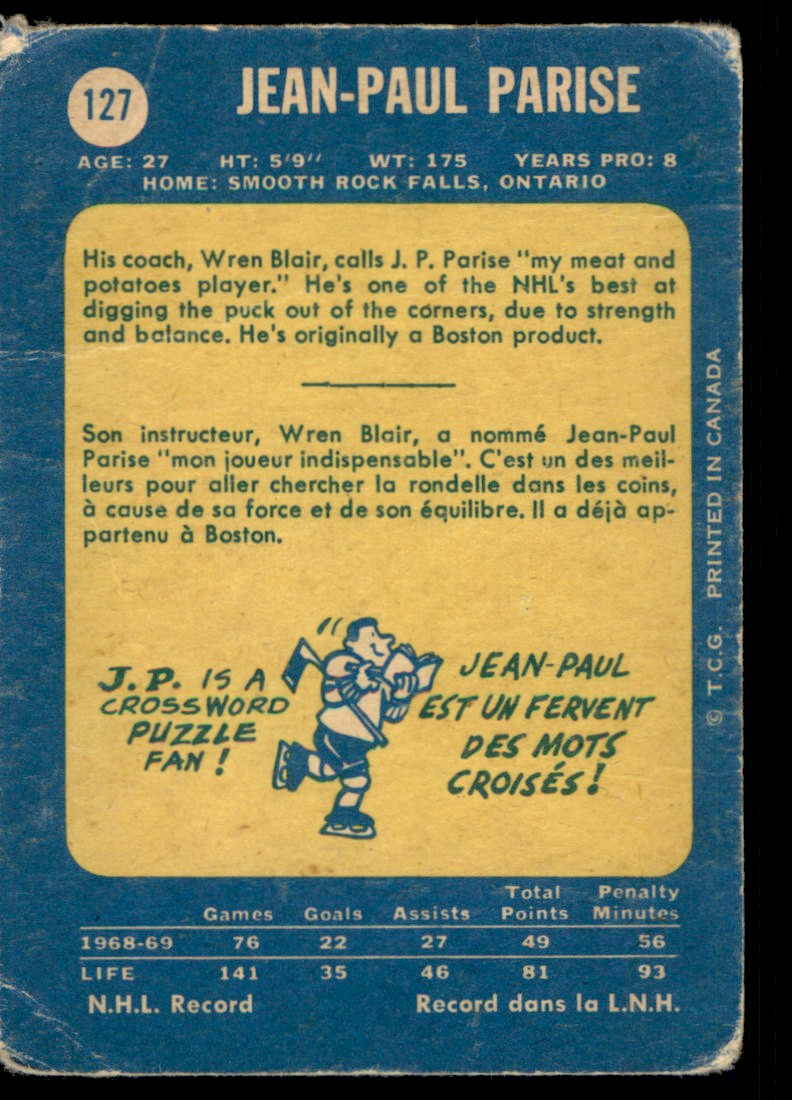 127
JEAN-PAUL PARISE
AGE: 27 HT: 5'9'' WT: 175 YEARS PRO: 8
HOME: SMOOTH ROCK FALLS, ONTARIO
His coach, Wren Blair, calls J. P. Parise "my meat and
potatoes player." He's one of the NHL's best at
digging the puck out of the corners, due to strength
and balance. He's originally a Boston product.
Son instructeur, Wren Blair, a nommé Jean-Paul
Parise "mon joueur indispensable". C'est un des meil-
leurs pour aller chercher la rondelle dans les coins,
à cause de sa force et de son équilibre. Il a déjà ap-
partenu à Boston.
J.P. IS A
CROSSWORD
PUZZLE
FAN!
JEAN-PAUL
EST UN FERVENT
DES MOTS
CROISÉS!
© T.C.G. PRINTED IN CANADA
Total Penalty
Games Goals Assists Points Minutes
1968-69 76 22 27 49 56
LIFE 141 35 46 81 93
N.H.L. Record Record dans la L.N.H.